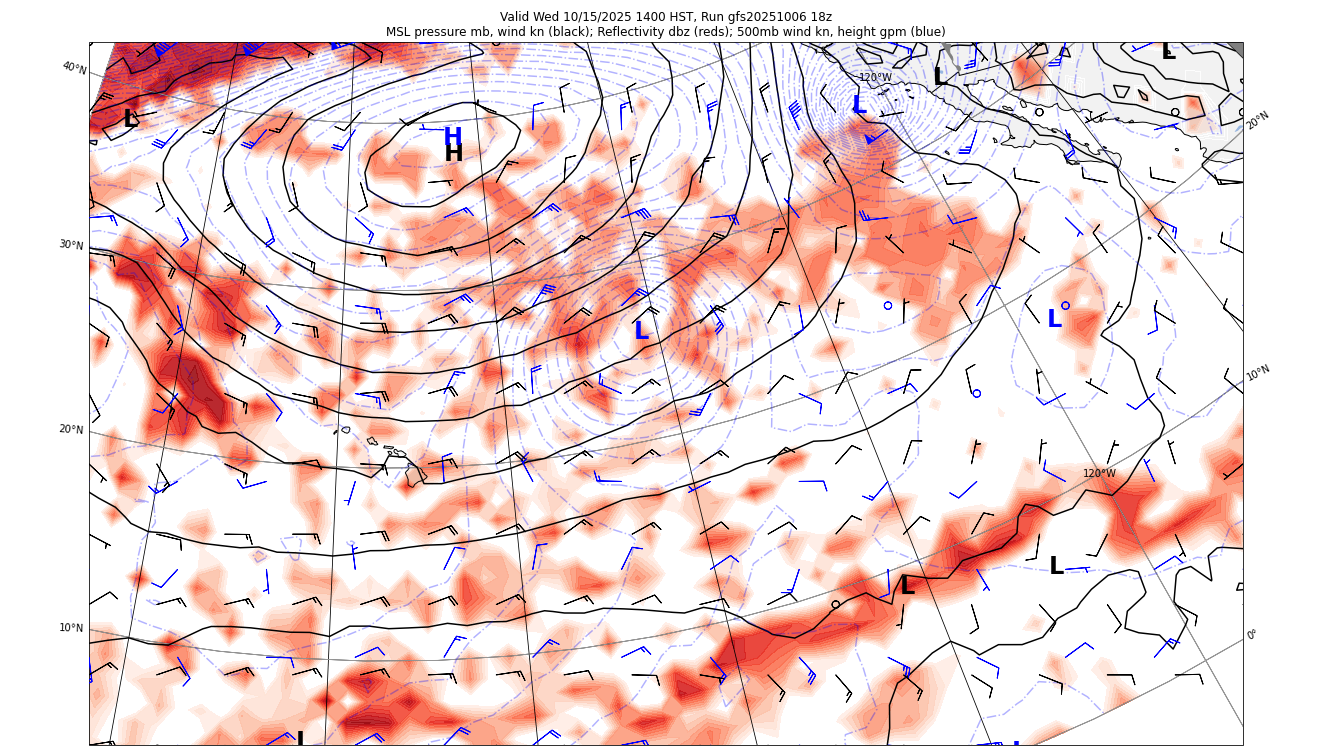 Valid Wed 10/15/2025 1400 HST, Run gfs20251006 18z
MSL pressure mb, wind kn (black); Reflectivity dbz (reds); 500mb wind kn, height gpm (blue)
40°N
120°W
L
L
L
L
20°N
H
H
30°N
L
L
10°N
20°N
120°W
L
L
10°N
0°
L
L